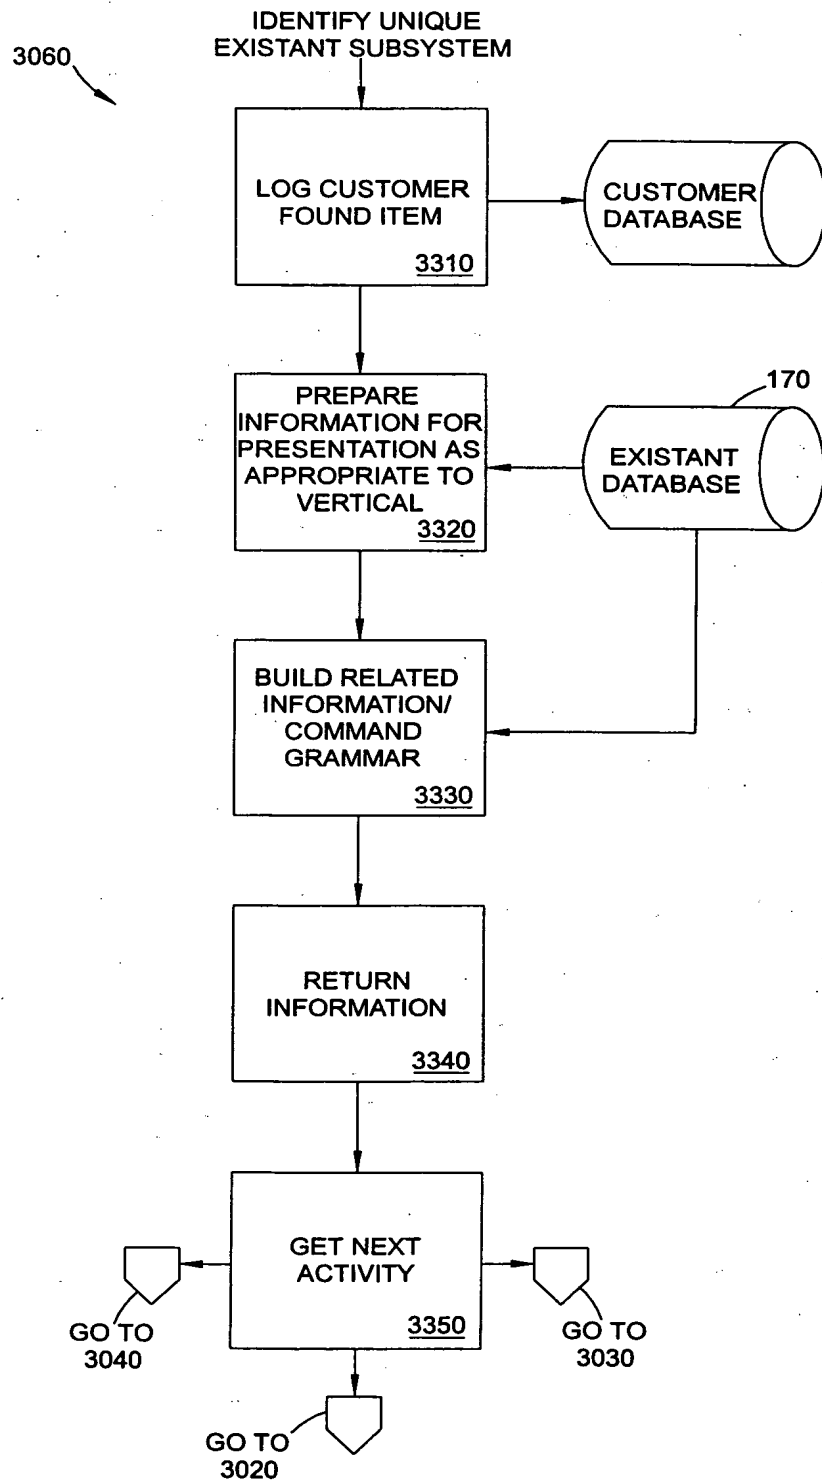 IDENTIFY UNIQUE
EXISTANT SUBSYSTEM
3060
LOG CUSTOMER
FOUND ITEM
3310
CUSTOMER
DATABASE
PREPARE
INFORMATION FOR
PRESENTATION AS
APPROPRIATE TO
VERTICAL
3320
170
EXISTANT
DATABASE
BUILD RELATED
INFORMATION/
COMMAND
GRAMMAR
3330
RETURN
INFORMATION
3340
GET NEXT
ACTIVITY
3350
GO TO
3040
GO TO
3030
GO TO
3020